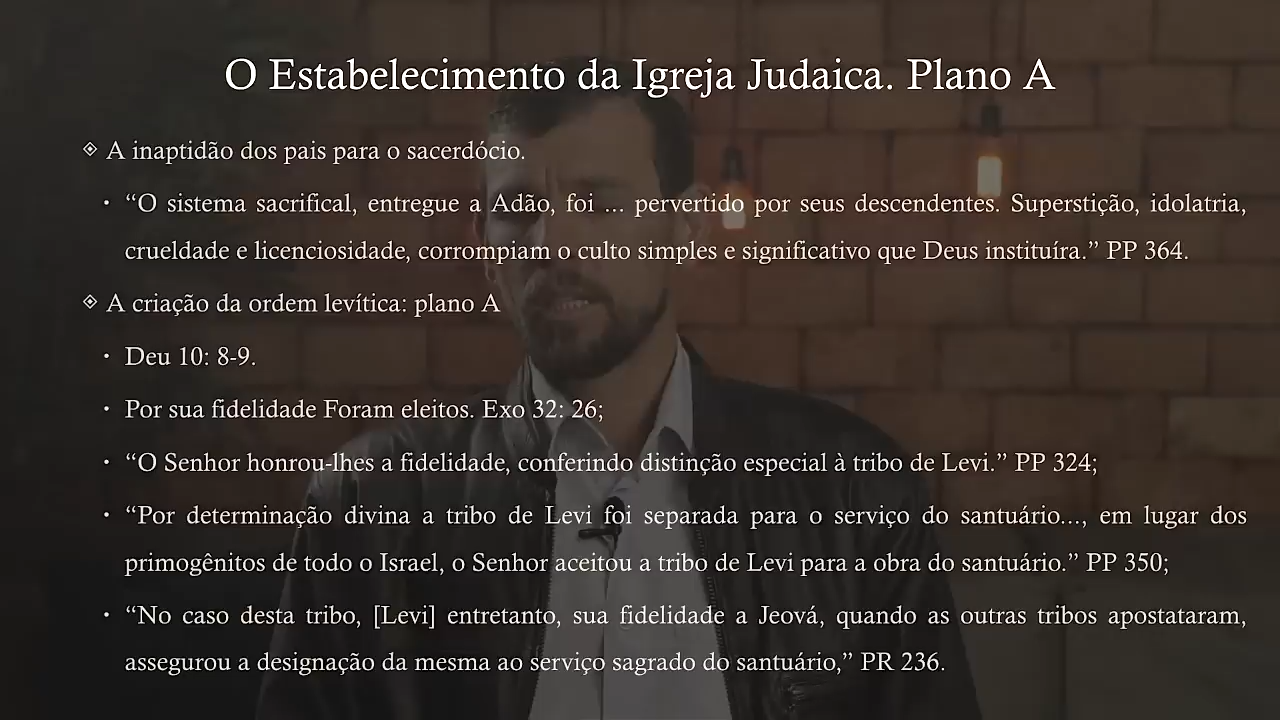 O Estabelecimento da Igreja Judaica. Plano A
A inaptidão dos pais para o sacerdócio.
“O sistema sacrifical, entregue a Adão, foi ... pervertido por seus descendentes. Superstição, idolatria,
crueldade e licenciosidade, corrompiam o culto simples e significativo que Deus instituíra.” PP 364.
A criação da ordem levítica: plano A
Deu 10: 8-9.
Por sua fidelidade Foram eleitos. Exo 32: 26;
“O Senhor honrou-lhes a fidelidade, conferindo distinção especial à tribo de Levi.” PP 324;
“Por determinação divina a tribo de Levi foi separada para o serviço do santuário..., em lugar dos
primogênitos de todo o Israel, o Senhor aceitou a tribo de Levi para a obra do santuário.” PP 350;
“No caso desta tribo, [Levi] entretanto, sua fidelidade a Jeová, quando as outras tribos apostataram,
assegurou a designação da mesma ao serviço sagrado do santuário,” PR 236.